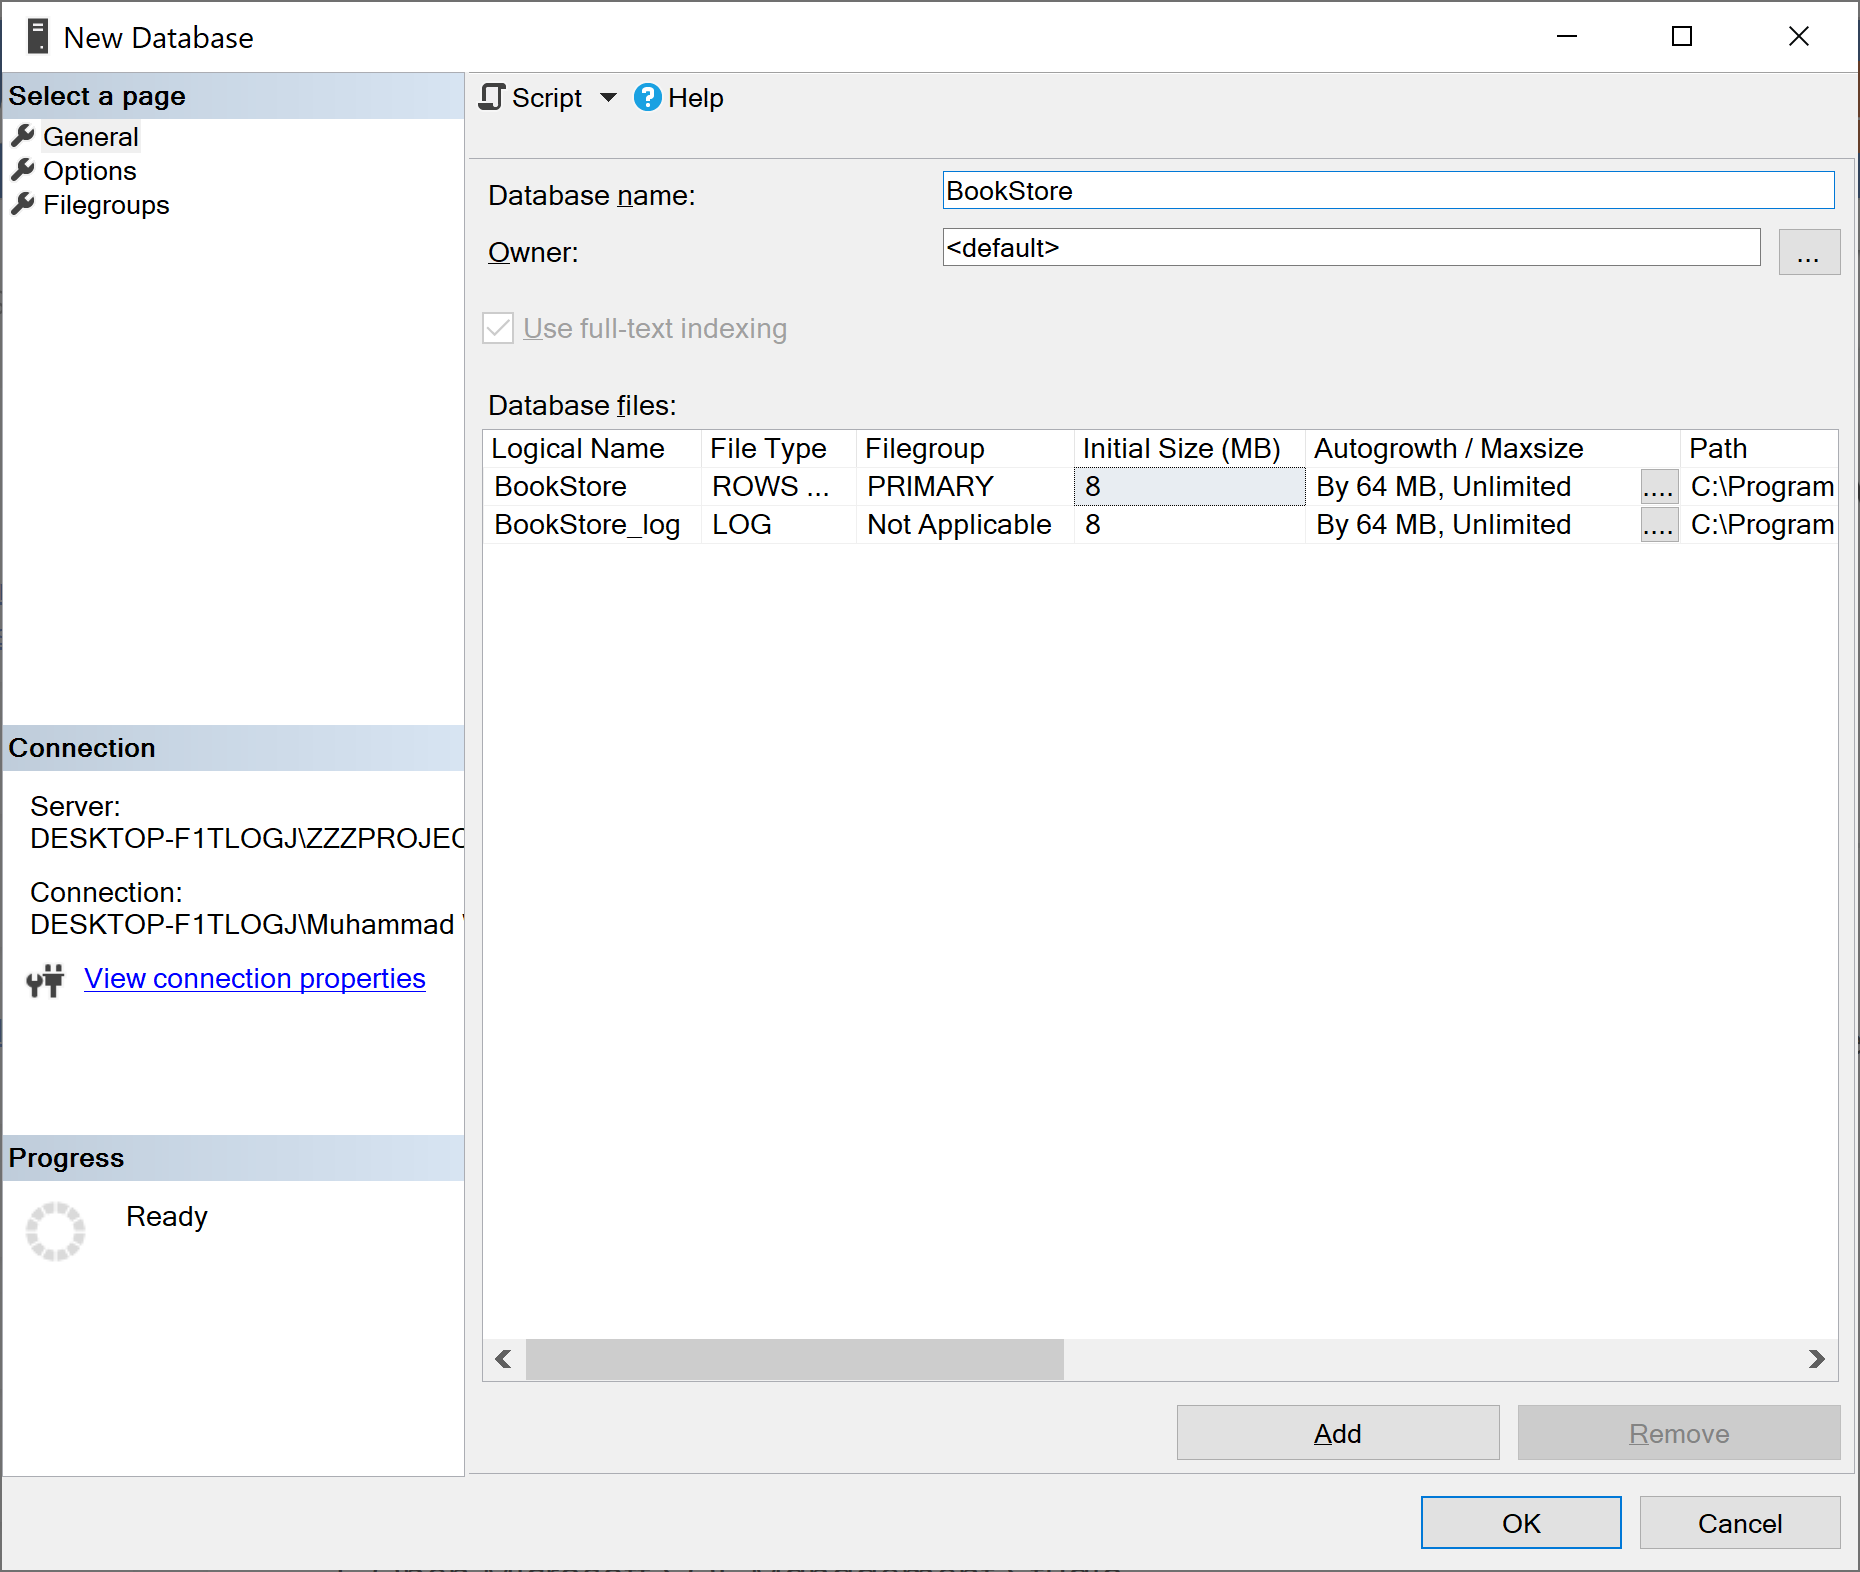 New Database
Select a page
General
Options
Filegroups
Script
Help
Database name:
BookStore
Owner:
<default>
...
Use full-text indexing
Database files:
Logical Name File Type Filegroup Initial Size (MB) Autogrowth / Maxsize Path
BookStore ROWS ... PRIMARY 8 By 64 MB, Unlimited .... C:\Program
BookStore_log LOG Not Applicable 8 By 64 MB, Unlimited .... C:\Program
Connection
Server:
DESKTOP-F1TLOGJ\ZZZPROJEC
Connection:
DESKTOP-F1TLOGJ\Muhammad
View connection properties
Progress
Ready
Add
Remove
OK
Cancel